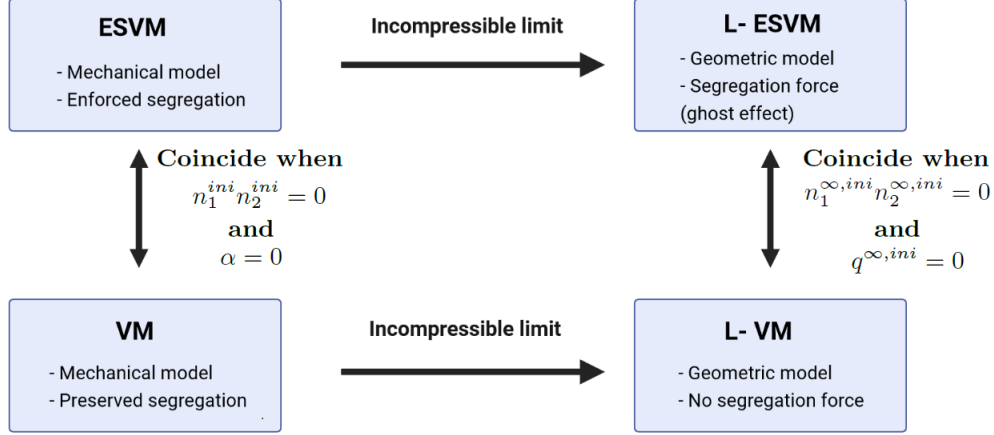 ESVM
- Mechanical model
- Enforced segregation
Incompressible limit
L- ESVM
- Geometric model
- Segregation force
(ghost effect)
Coincide when
n_1^{ini} n_2^{ini} = 0
and
α = 0
Coincide when
n_1^{∞,ini} n_2^{∞,ini} = 0
and
q^{∞,ini} = 0
VM
- Mechanical model
- Preserved segregation
Incompressible limit
L- VM
- Geometric model
- No segregation force